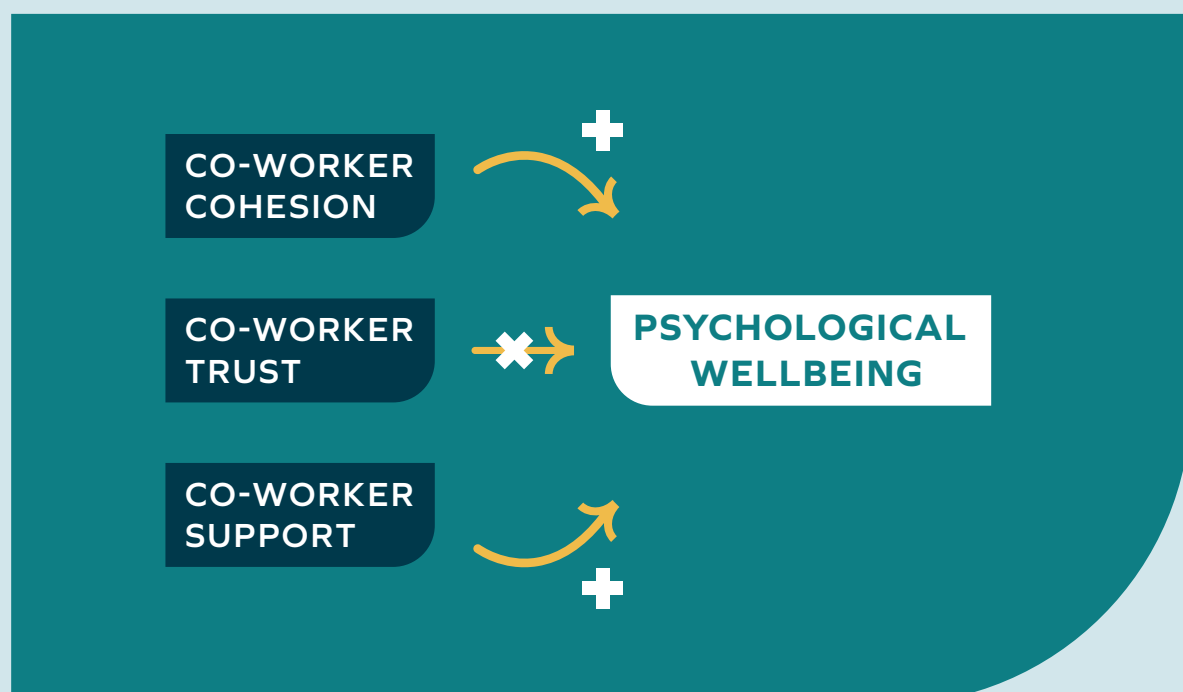 CO-WORKER
COHESION
CO-WORKER
TRUST
PSYCHOLOGICAL
WELLBEING
CO-WORKER
SUPPORT